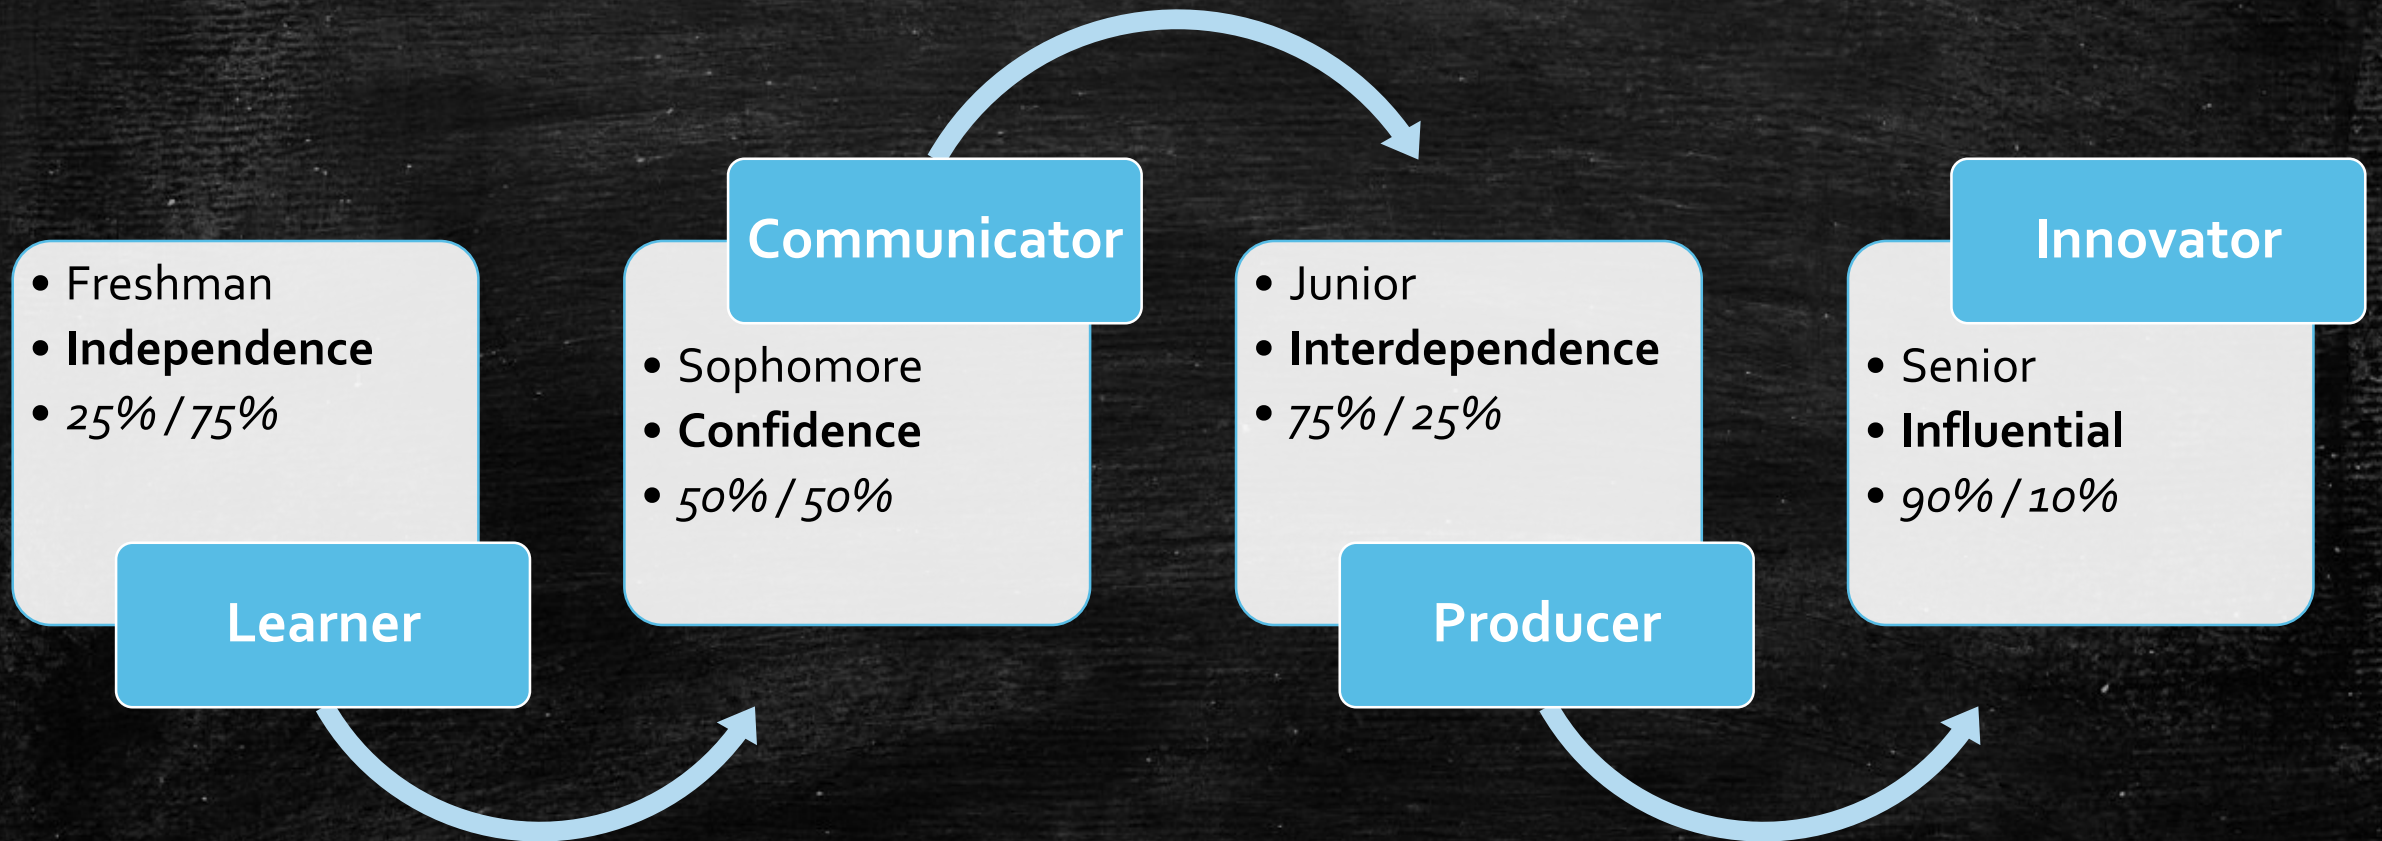 • Freshman
• Independence
• 25% / 75%
Learner
Communicator
• Sophomore
• Confidence
• 50% / 50%
• Junior
• Interdependence
• 75% / 25%
Producer
Innovator
• Senior
• Influential
• 90% / 10%